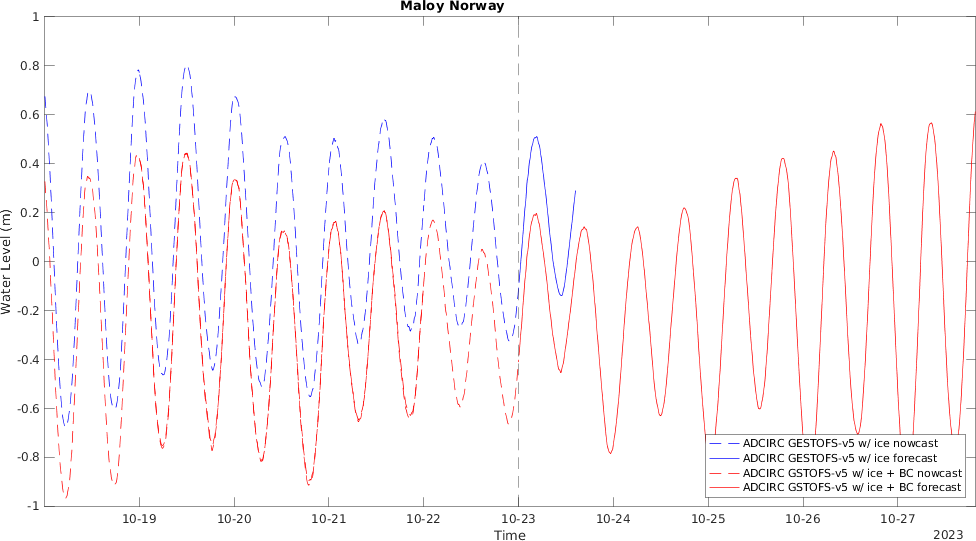 Maloy Norway
1
0.8
0.6
0.4
0.2
0
-0.2
-0.4
-0.6
-0.8
-1
Water Level (m)
ADCIRC GESTOFS-v5 w/ ice nowcast
ADCIRC GESTOFS-v5 w/ ice forecast
ADCIRC GSTOFS-v5 w/ ice + BC nowcast
ADCIRC GSTOFS-v5 w/ ice + BC forecast
10-19 10-20 10-21 10-22 10-23 10-24 10-25 10-26 10-27
Time
2023